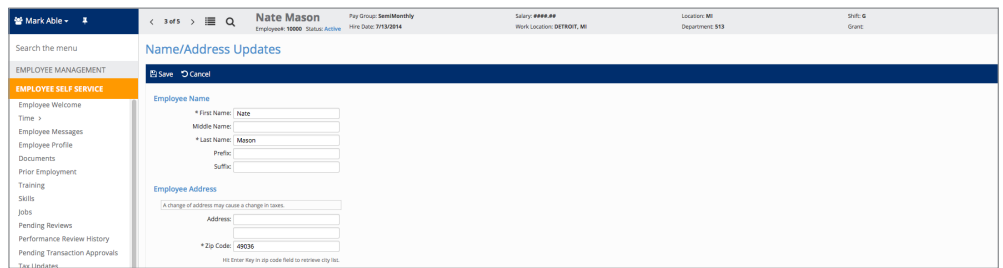 Mark Able
3 of 5
Nate Mason
Employee#: 10000 Status: Active
Pay Group: SemiMonthly
Hire Date: 7/13/2014
Salary: ####.##
Work Location: DETROIT, MI
Location: MI
Department: 513
Shift: G
Grant:
Search the menu
EMPLOYEE MANAGEMENT
EMPLOYEE SELF SERVICE
Employee Welcome
Time >
Employee Messages
Employee Profile
Documents
Prior Employment
Training
Skills
Jobs
Pending Reviews
Performance Review History
Pending Transaction Approvals
Tax Updates
Name/Address Updates
Save Cancel
Employee Name
* First Name: Nate
Middle Name:
* Last Name: Mason
Prefix:
Suffix:
Employee Address
A change of address may cause a change in taxes.
Address:
* Zip Code: 49036
Hit Enter Key in zip code field to retrieve city list.